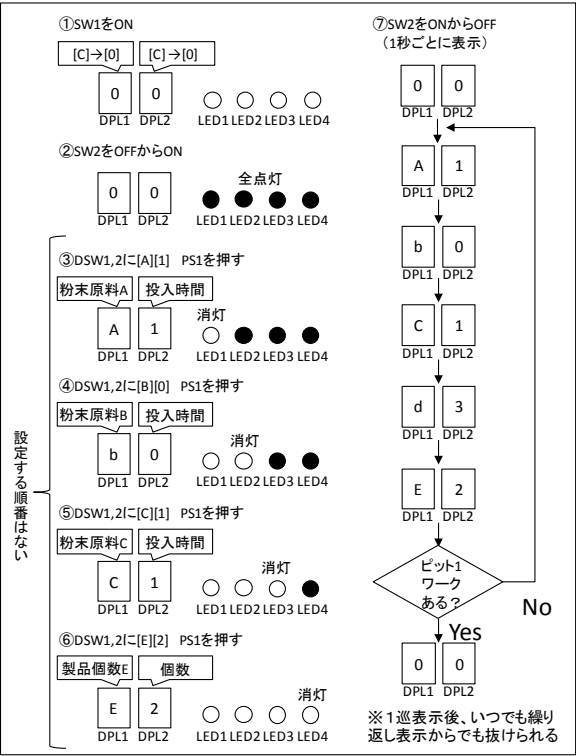 ①SW1をON
[C]→[0] [C]→[0]
0 0
DPL1 DPL2 LED1 LED2 LED3 LED4
②SW2をOFFからON
全点灯
0 0
DPL1 DPL2 LED1 LED2 LED3 LED4
設定する順番はない
③DSW1,2に[A][1] PS1を押す
粉末原料A 投入時間
消灯
A 1
DPL1 DPL2 LED1 LED2 LED3 LED4
④DSW1,2に[B][0] PS1を押す
粉末原料B 投入時間
消灯
b 0
DPL1 DPL2 LED1 LED2 LED3 LED4
⑤DSW1,2に[C][1] PS1を押す
粉末原料C 投入時間
消灯
C 1
DPL1 DPL2 LED1 LED2 LED3 LED4
⑥DSW1,2に[E][2] PS1を押す
製品個数E 個数
消灯
E 2
DPL1 DPL2 LED1 LED2 LED3 LED4
⑦SW2をONからOFF
(1秒ごとに表示)
0 0
DPL1 DPL2
A 1
DPL1 DPL2
b 0
DPL1 DPL2
C 1
DPL1 DPL2
d 3
DPL1 DPL2
E 2
DPL1 DPL2
ピット1
ワーク
ある?
No
Yes
0 0
DPL1 DPL2
※1巡表示後、いつでも繰り
返し表示からでも抜けられる